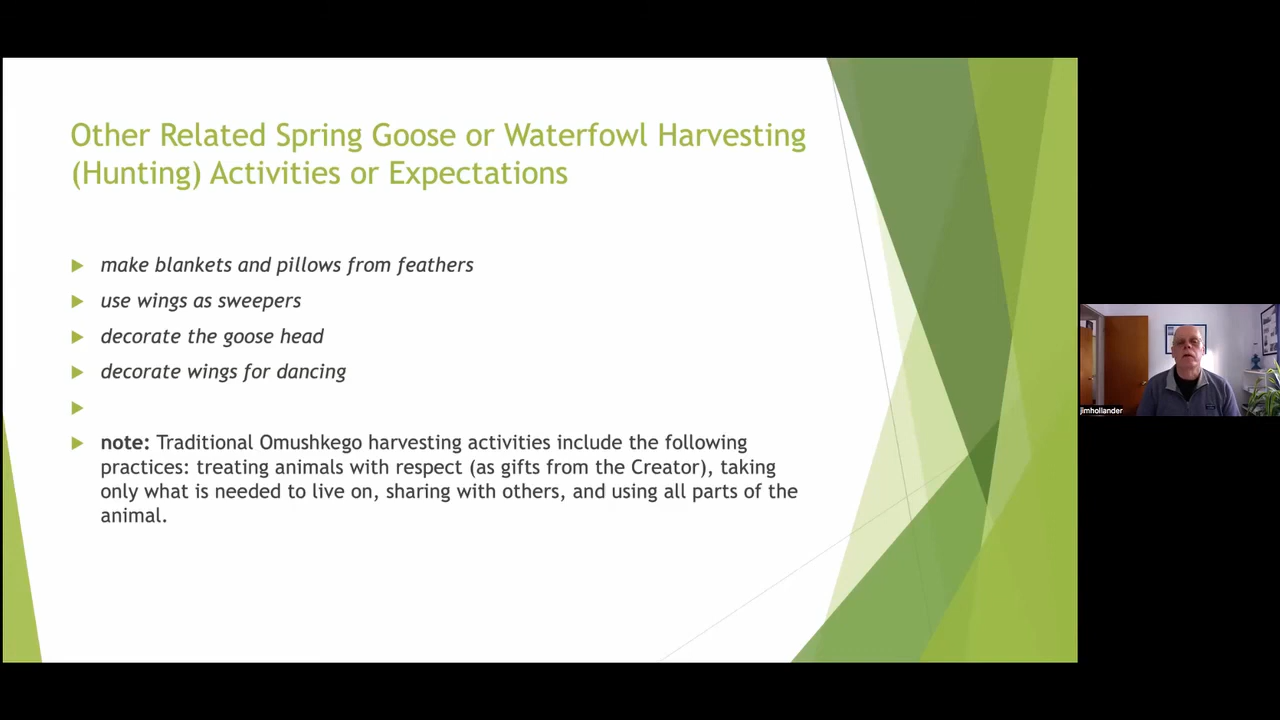 Other Related Spring Goose or Waterfowl Harvesting
(Hunting) Activities or Expectations
make blankets and pillows from feathers
use wings as sweepers
decorate the goose head
decorate wings for dancing
note: Traditional Omushkego harvesting activities include the following
practices: treating animals with respect (as gifts from the Creator), taking
only what is needed to live on, sharing with others, and using all parts of the
animal.
jimhollander